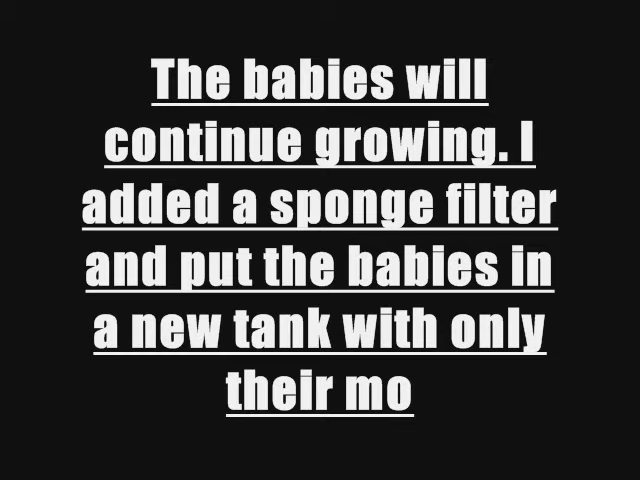 The babies will
continue growing. I
added a sponge filter
and put the babies in
a new tank with only
their mo